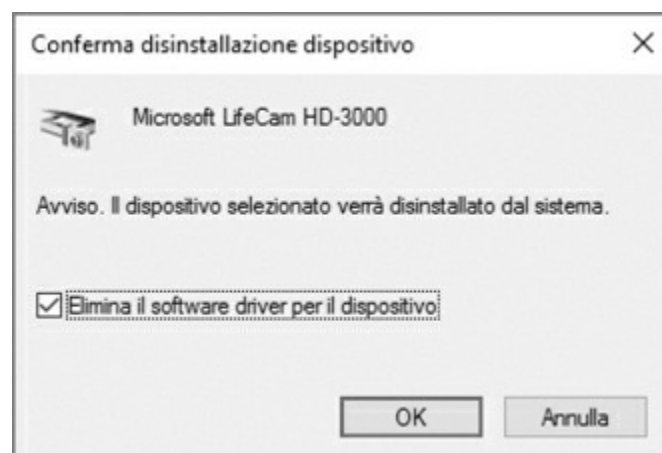 Conferma disinstallazione dispositivo
Microsoft LifeCam HD-3000
Avviso. Il dispositivo selezionato verrà disinstallato dal sistema.
Elimina il software driver per il dispositivo
OK
Annulla